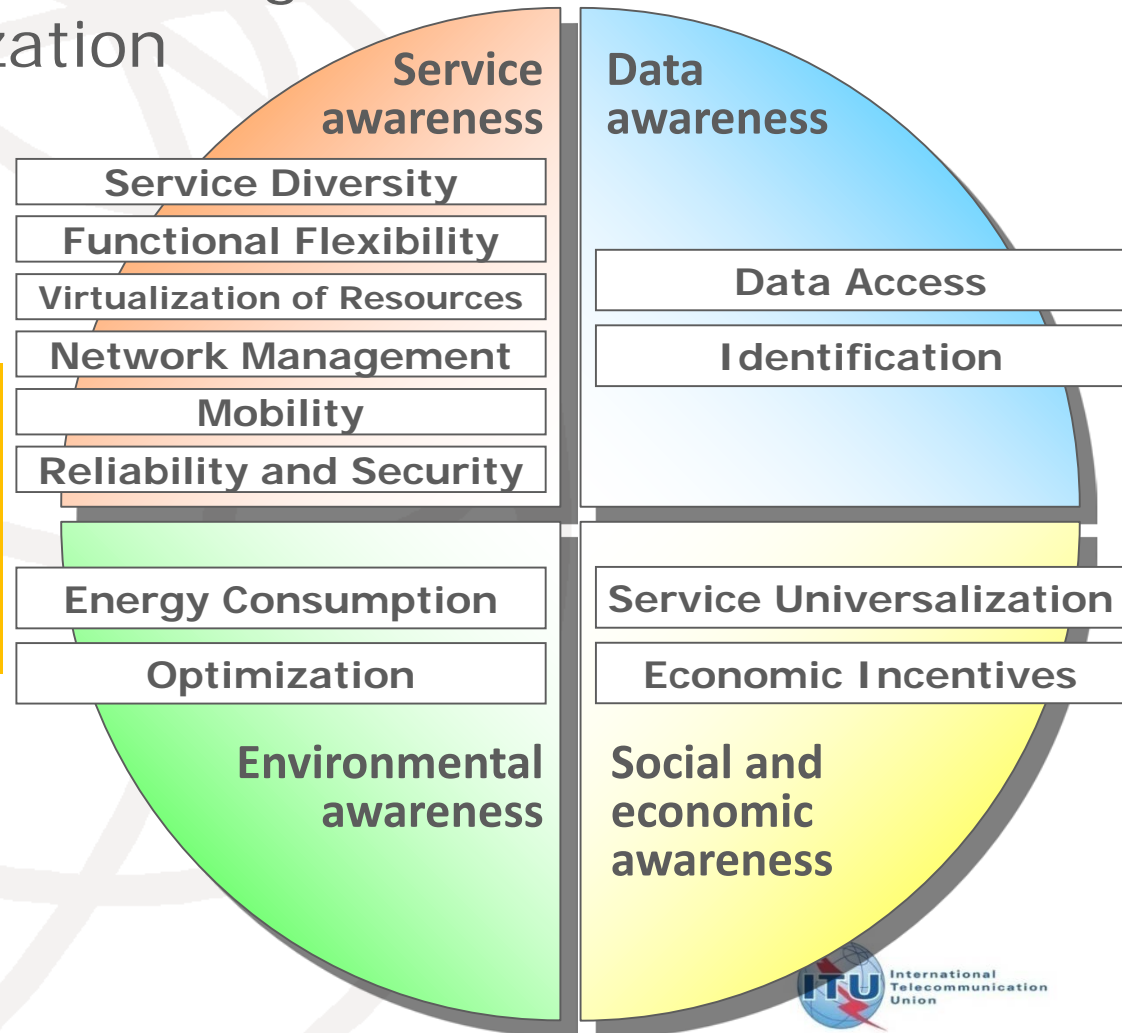 zation
Service
awareness
Service Diversity
Functional Flexibility
Virtualization of Resources
Network Management
Mobility
Reliability and Security
Data
awareness
Data Access
Identification
Energy Consumption
Optimization
Environmental
awareness
Service Universalization
Economic Incentives
Social and
economic
awareness
ITU
International
Telecommunication
Union